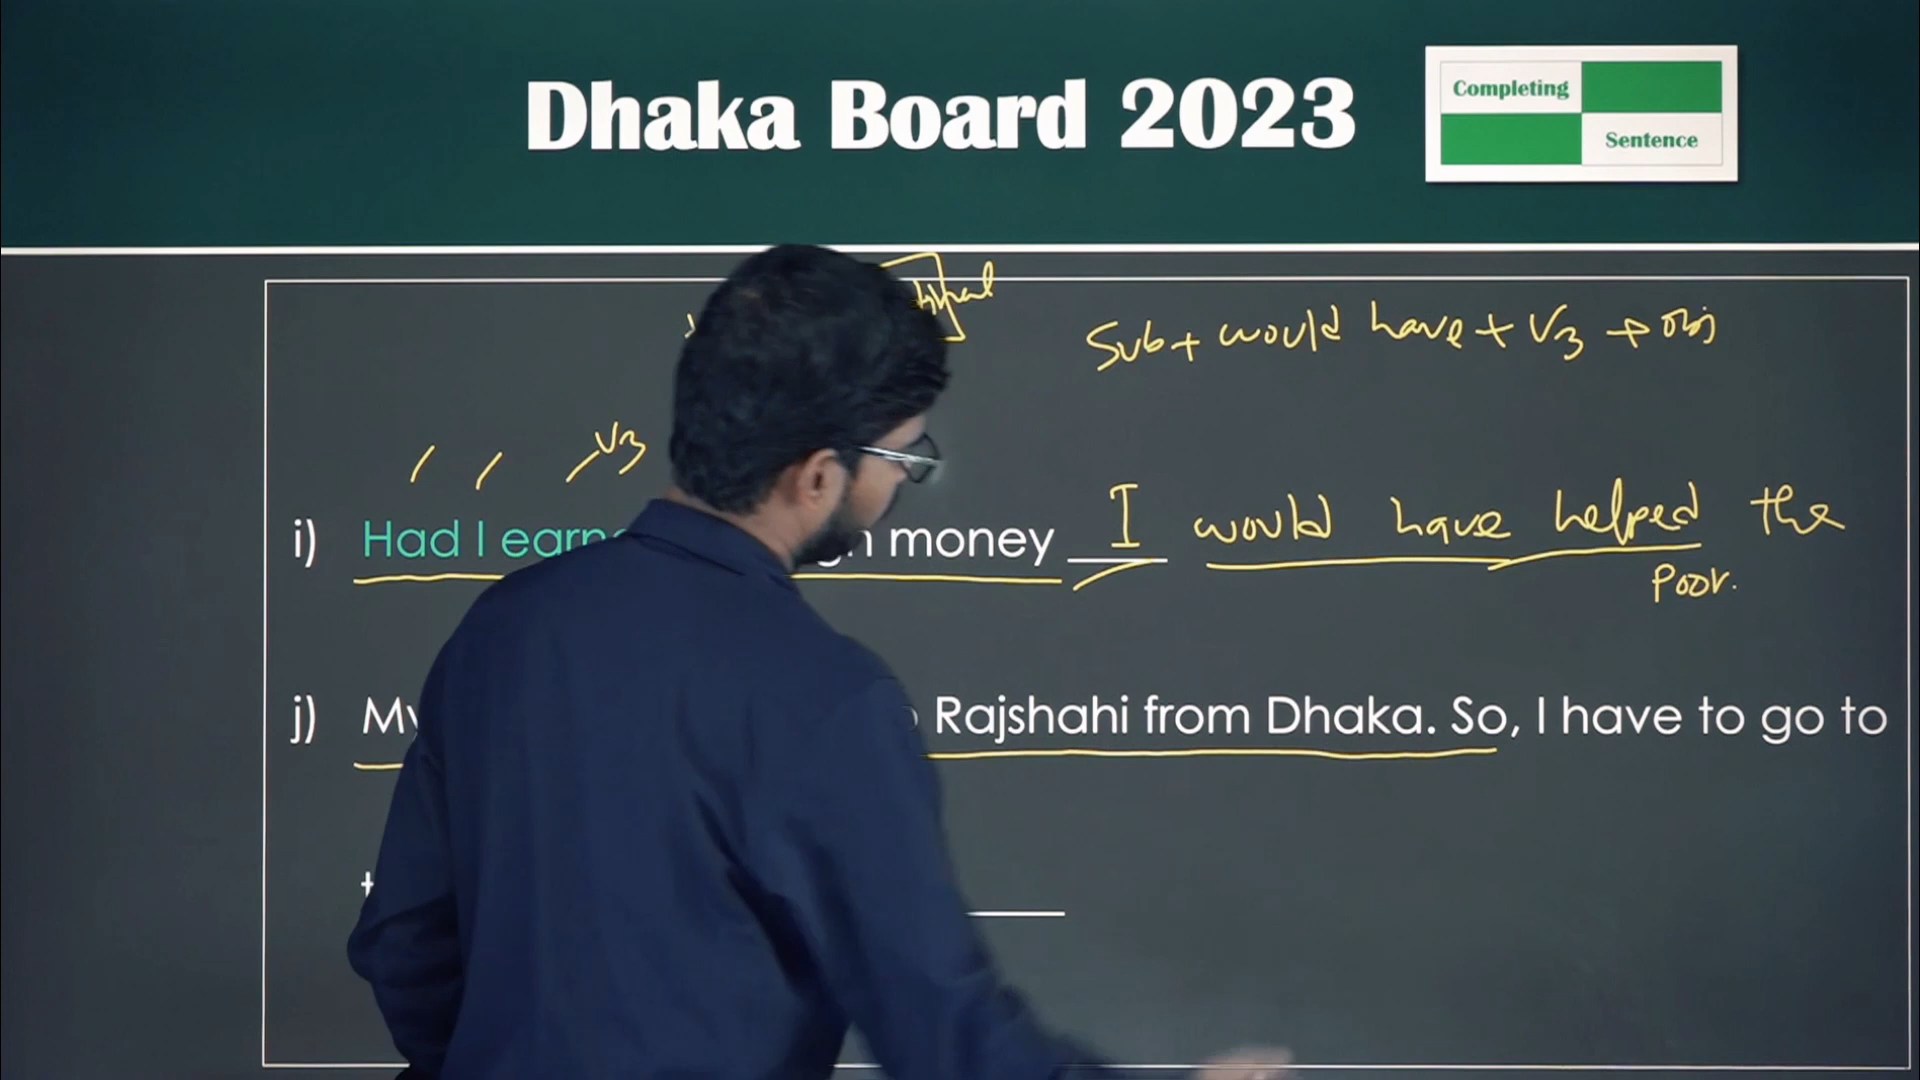 Dhaka Board 2023
Completing
Sentence
Sub + would have + V3 + obj
V3
i) Had I money ___ I would have helped the
poor.
j) My Rajshahi from Dhaka. So, I have to go to